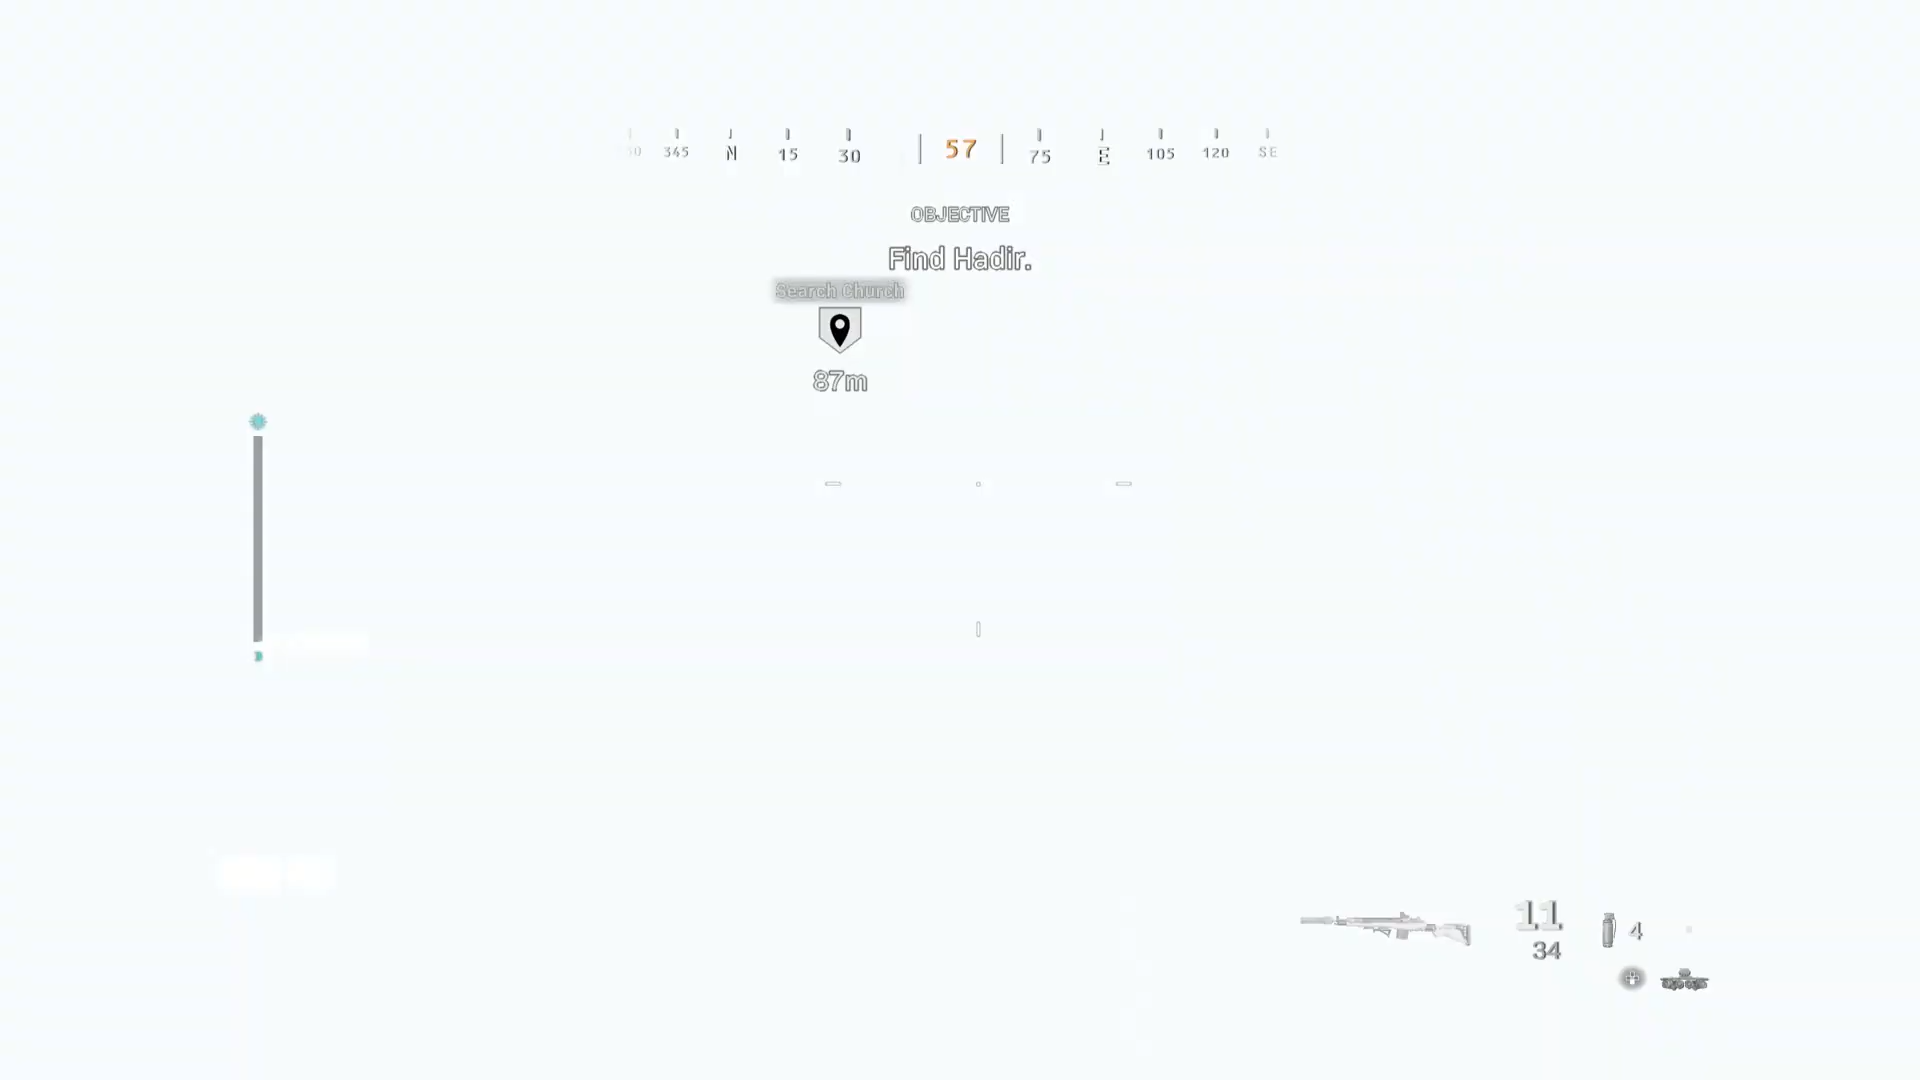 345 N 15 30 57 75 E 105 120 SE
OBJECTIVE
Find Hadir.
Search Church
87m
11
34
4